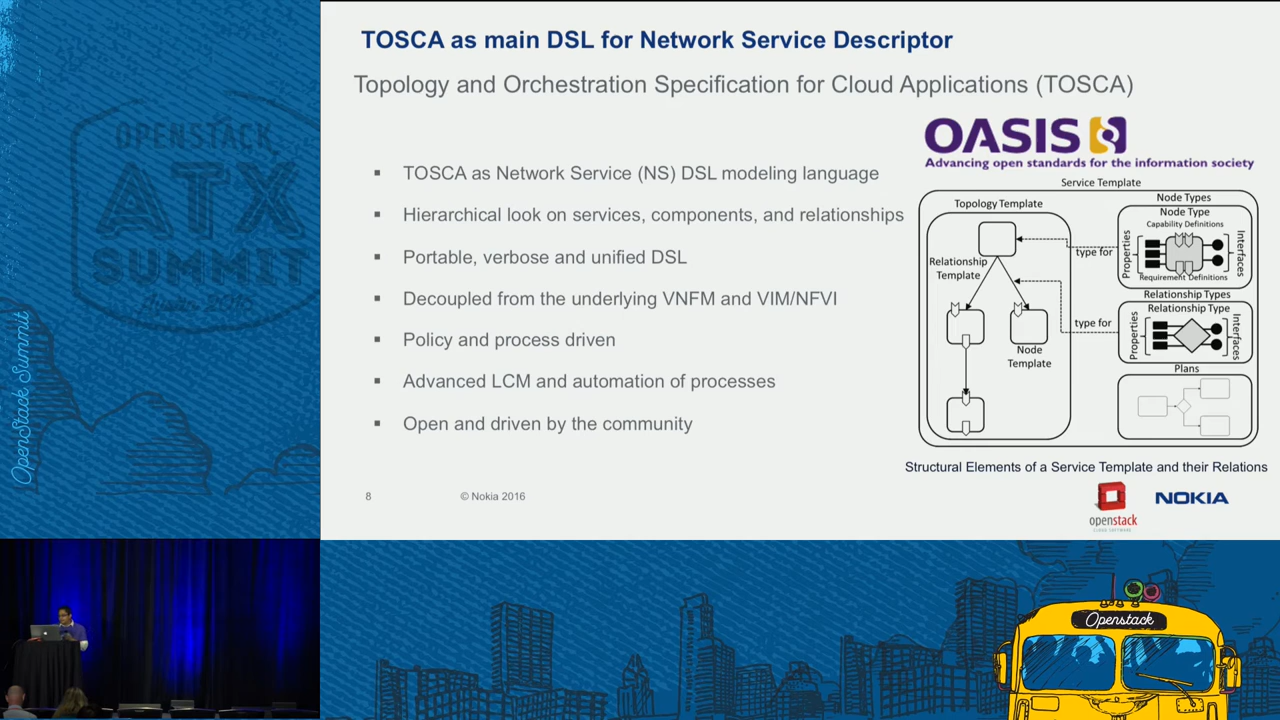 TOSCA as main DSL for Network Service Descriptor
Topology and Orchestration Specification for Cloud Applications (TOSCA)
OASIS
Advancing open standards for the information society
▪ TOSCA as Network Service (NS) DSL modeling language
▪ Hierarchical look on services, components, and relationships
▪ Portable, verbose and unified DSL
▪ Decoupled from the underlying VNFM and VIM/NFVI
▪ Policy and process driven
▪ Advanced LCM and automation of processes
▪ Open and driven by the community
Service Template
Topology Template
Relationship
Template
Node
Template
type for
type for
Node Types
Node Type
Capability Definitions
Properties
Interfaces
Requirement Definitions
Relationship Types
Relationship Type
Properties
Interfaces
Plans
Structural Elements of a Service Template and their Relations
8
© Nokia 2016
openstack
CLOUD SOFTWARE
NOKIA
OPENSTACK
ATX
SUMMIT
OpenStack Summit
Openstack